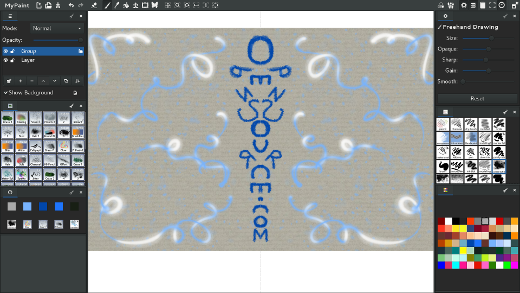 MyPaint
Mode: Normal
Opacity:
Group
Layer
Show Background
OPENSOURCE.COM
Freehand Drawing
Size:
Opaque:
Sharp:
Gain:
Smooth:
Reset